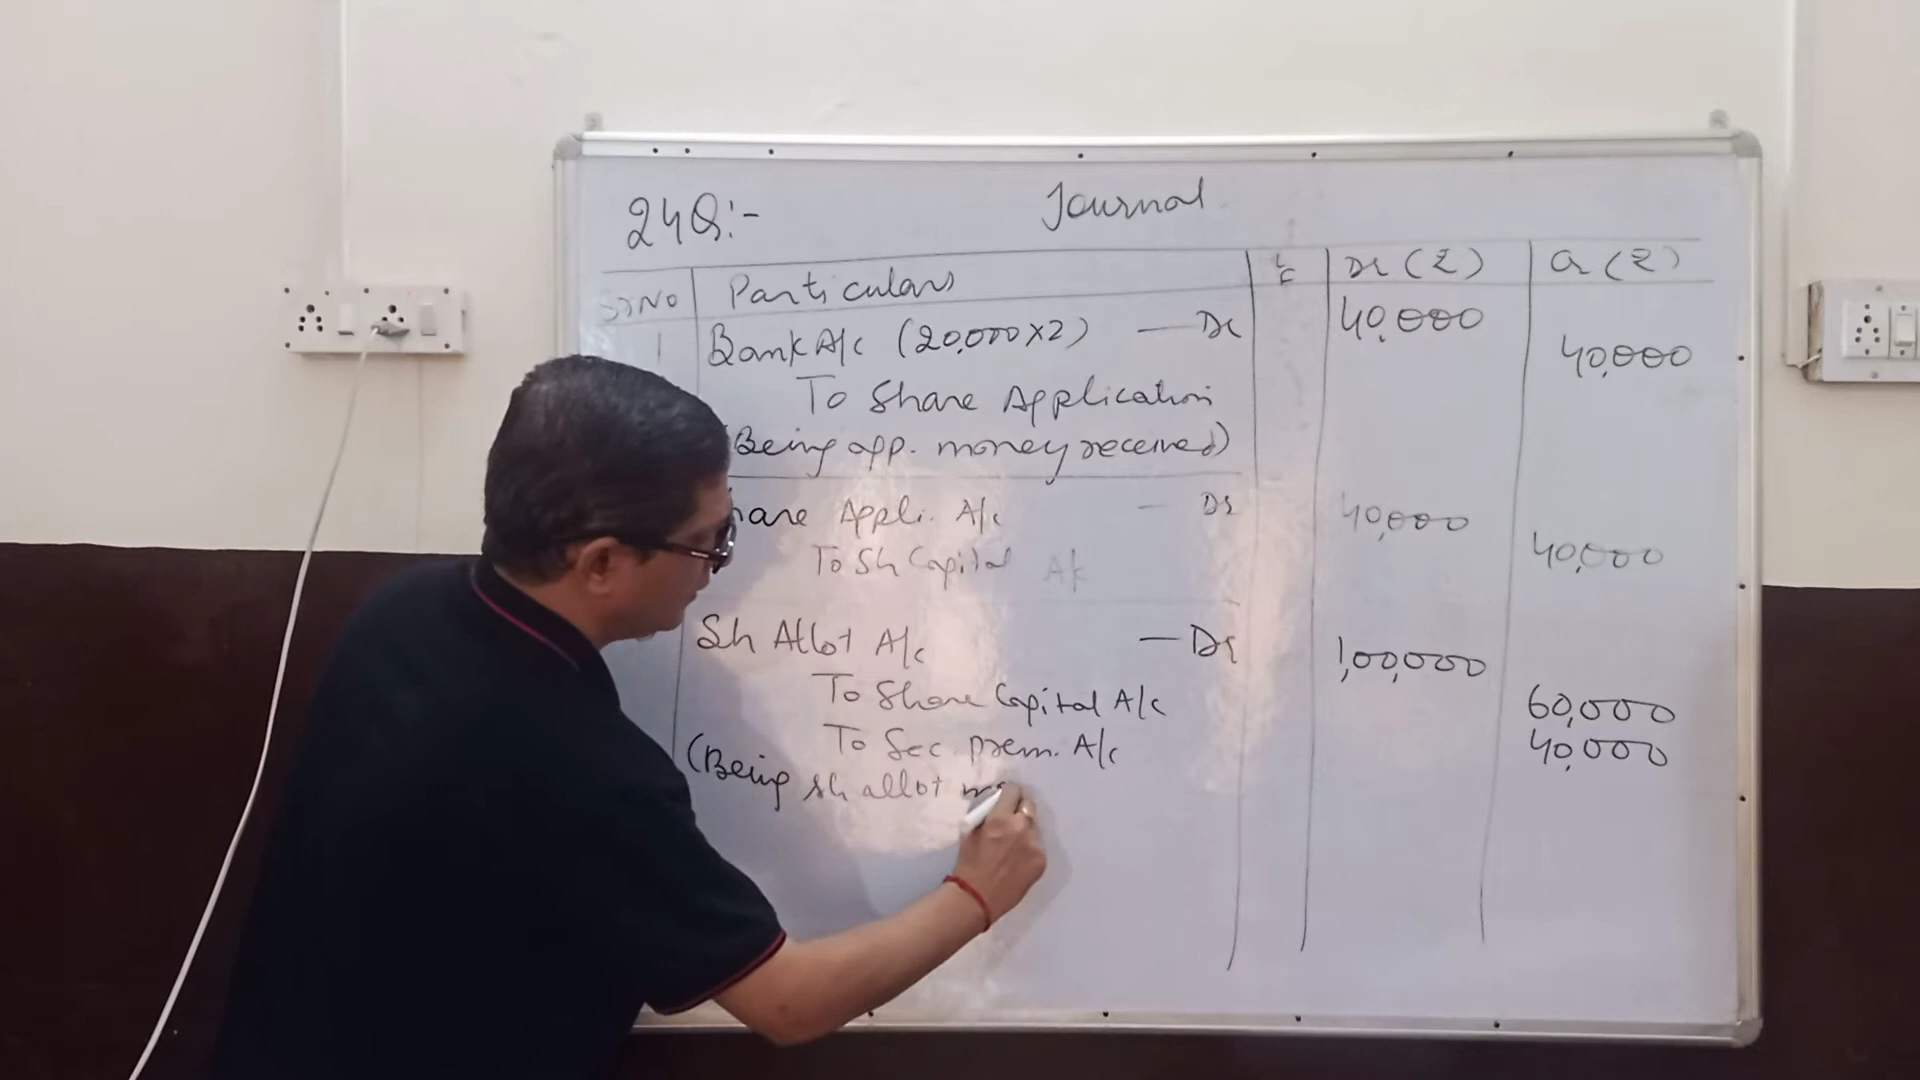 24Q:-
Journal
Sr No Particulars L F Dr (₹) Cr (₹)
1 Bank A/c (20,000×2) — Dr 40,000
To Share Application 40,000
(Being app. money received)
hare Appli. A/c — Dr 40,000
To Sh Capital A/c 40,000
Sh Allot A/c — Dr 1,00,000
To Share Capital A/c 60,000
To Sec. prem. A/c 40,000
(Being sh allot